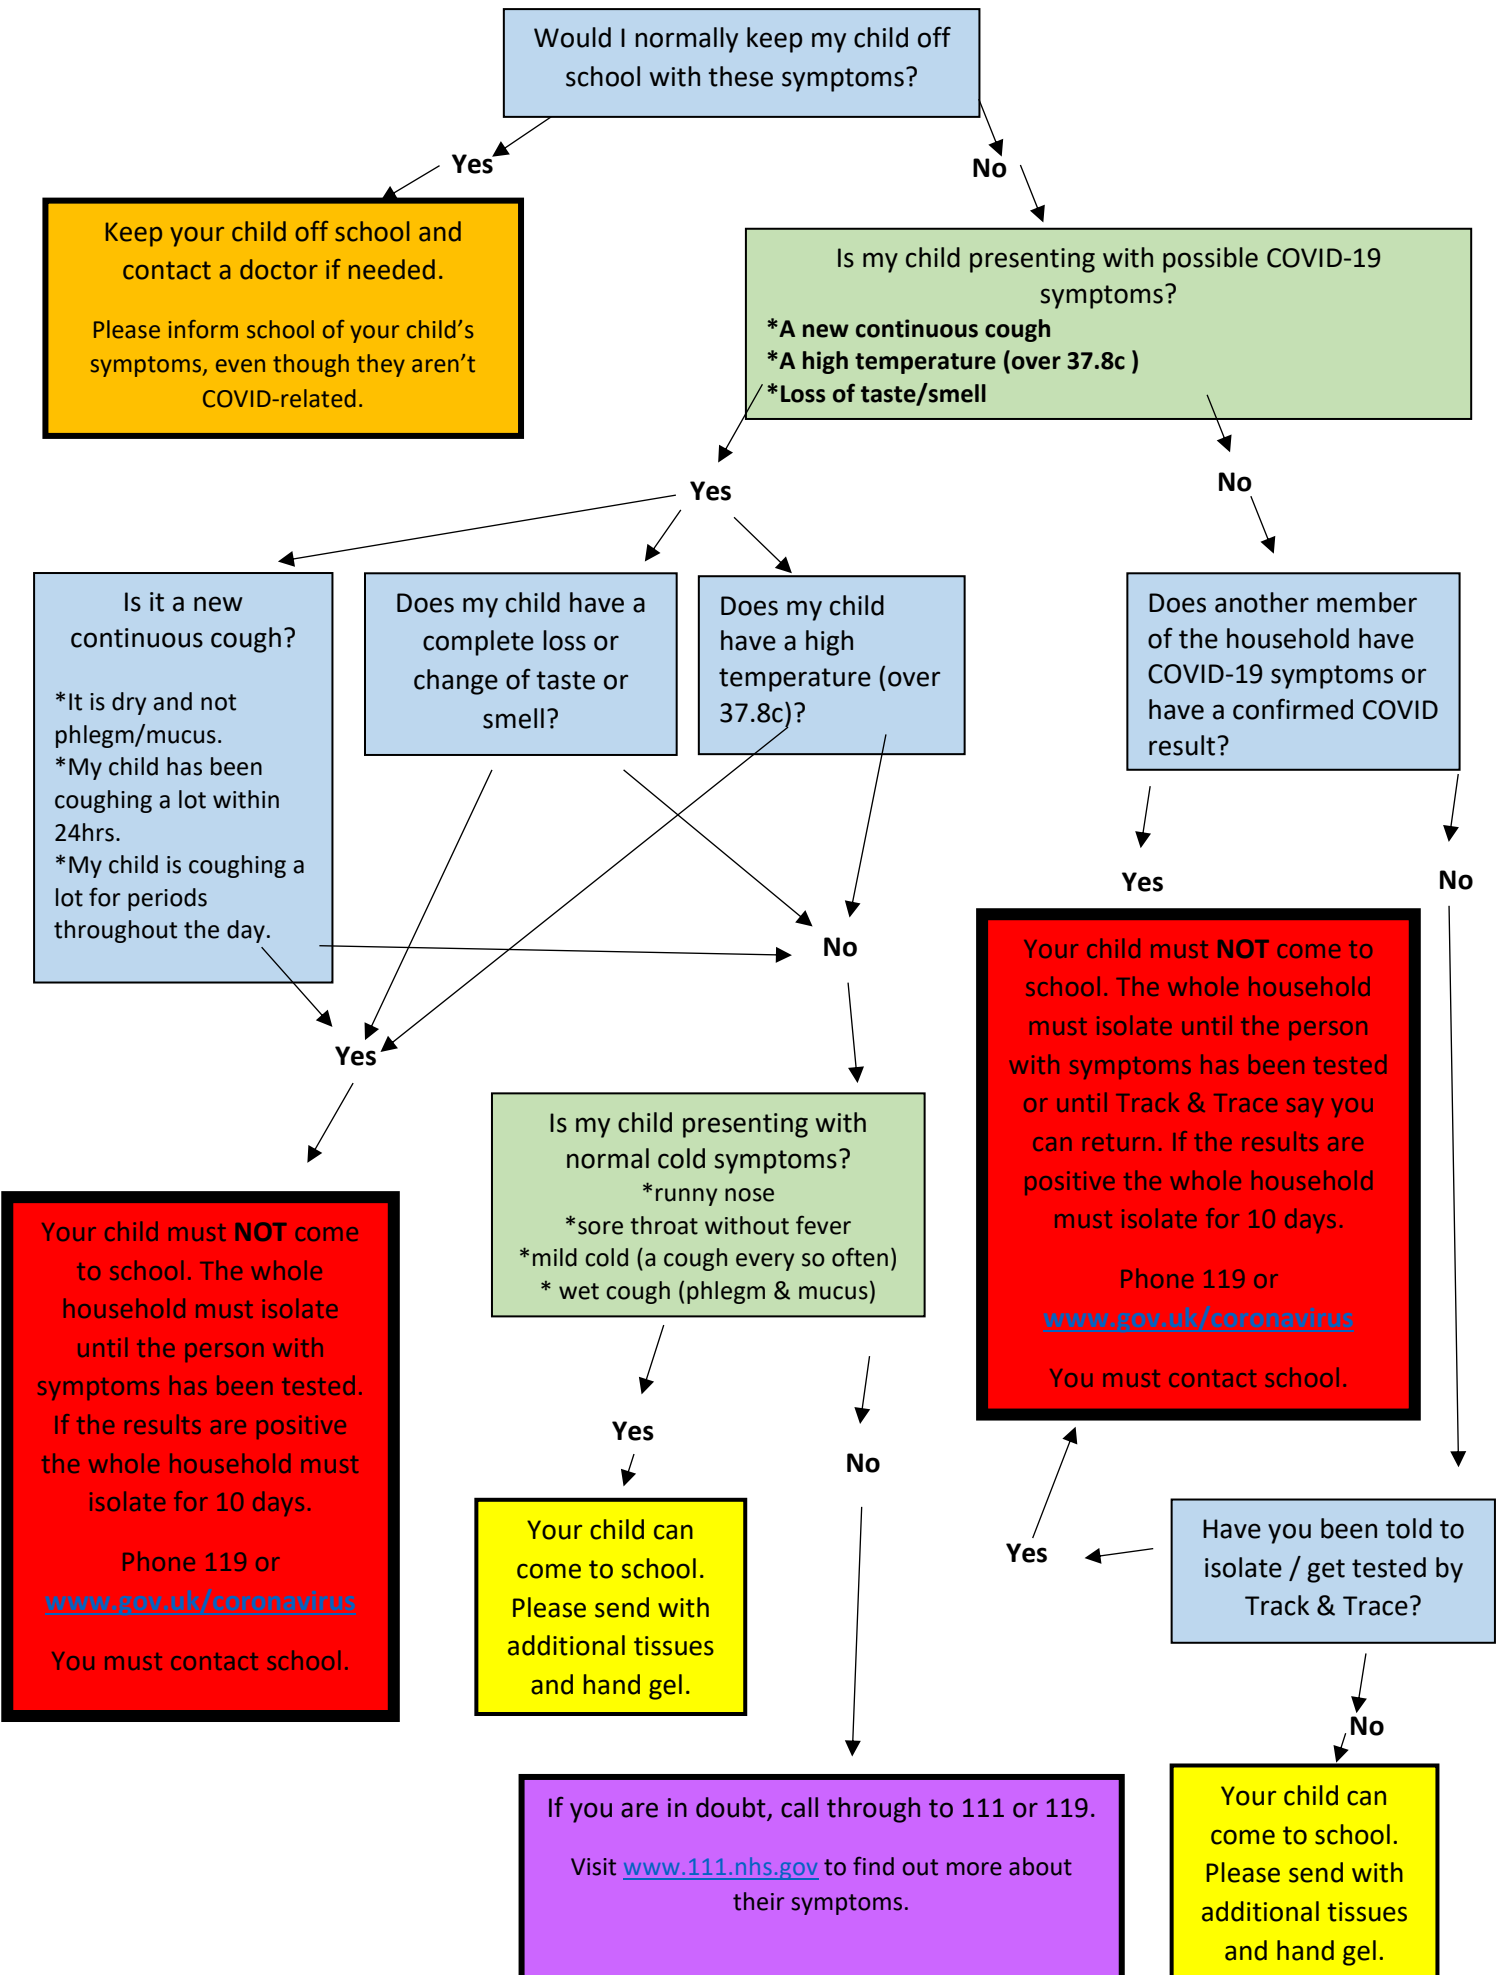 Would I normally keep my child off
school with these symptoms?
Yes
No
Keep your child off school and
contact a doctor if needed.
Please inform school of your child’s
symptoms, even though they aren’t
COVID-related.
Is my child presenting with possible COVID-19
symptoms?
*A new continuous cough
*A high temperature (over 37.8c )
*Loss of taste/smell
Yes
No
Is it a new
continuous cough?
*It is dry and not
phlegm/mucus.
*My child has been
coughing a lot within
24hrs.
*My child is coughing a
lot for periods
throughout the day.
Does my child have a
complete loss or
change of taste or
smell?
Does my child
have a high
temperature (over
37.8c)?
Does another member
of the household have
COVID-19 symptoms or
have a confirmed COVID
result?
Yes
No
No
Yes
Your child must NOT come to
school. The whole household
must isolate until the person
with symptoms has been tested
or until Track & Trace say you
can return. If the results are
positive the whole household
must isolate for 10 days.
Phone 119 or
www.gov.uk/coronavirus
You must contact school.
Is my child presenting with
normal cold symptoms?
*runny nose
*sore throat without fever
*mild cold (a cough every so often)
* wet cough (phlegm & mucus)
Your child must NOT come
to school. The whole
household must isolate
until the person with
symptoms has been tested.
If the results are positive
the whole household must
isolate for 10 days.
Phone 119 or
www.gov.uk/coronavirus
You must contact school.
Yes
No
Your child can
come to school.
Please send with
additional tissues
and hand gel.
Yes
Have you been told to
isolate / get tested by
Track & Trace?
No
If you are in doubt, call through to 111 or 119.
Visit www.111.nhs.gov to find out more about
their symptoms.
Your child can
come to school.
Please send with
additional tissues
and hand gel.